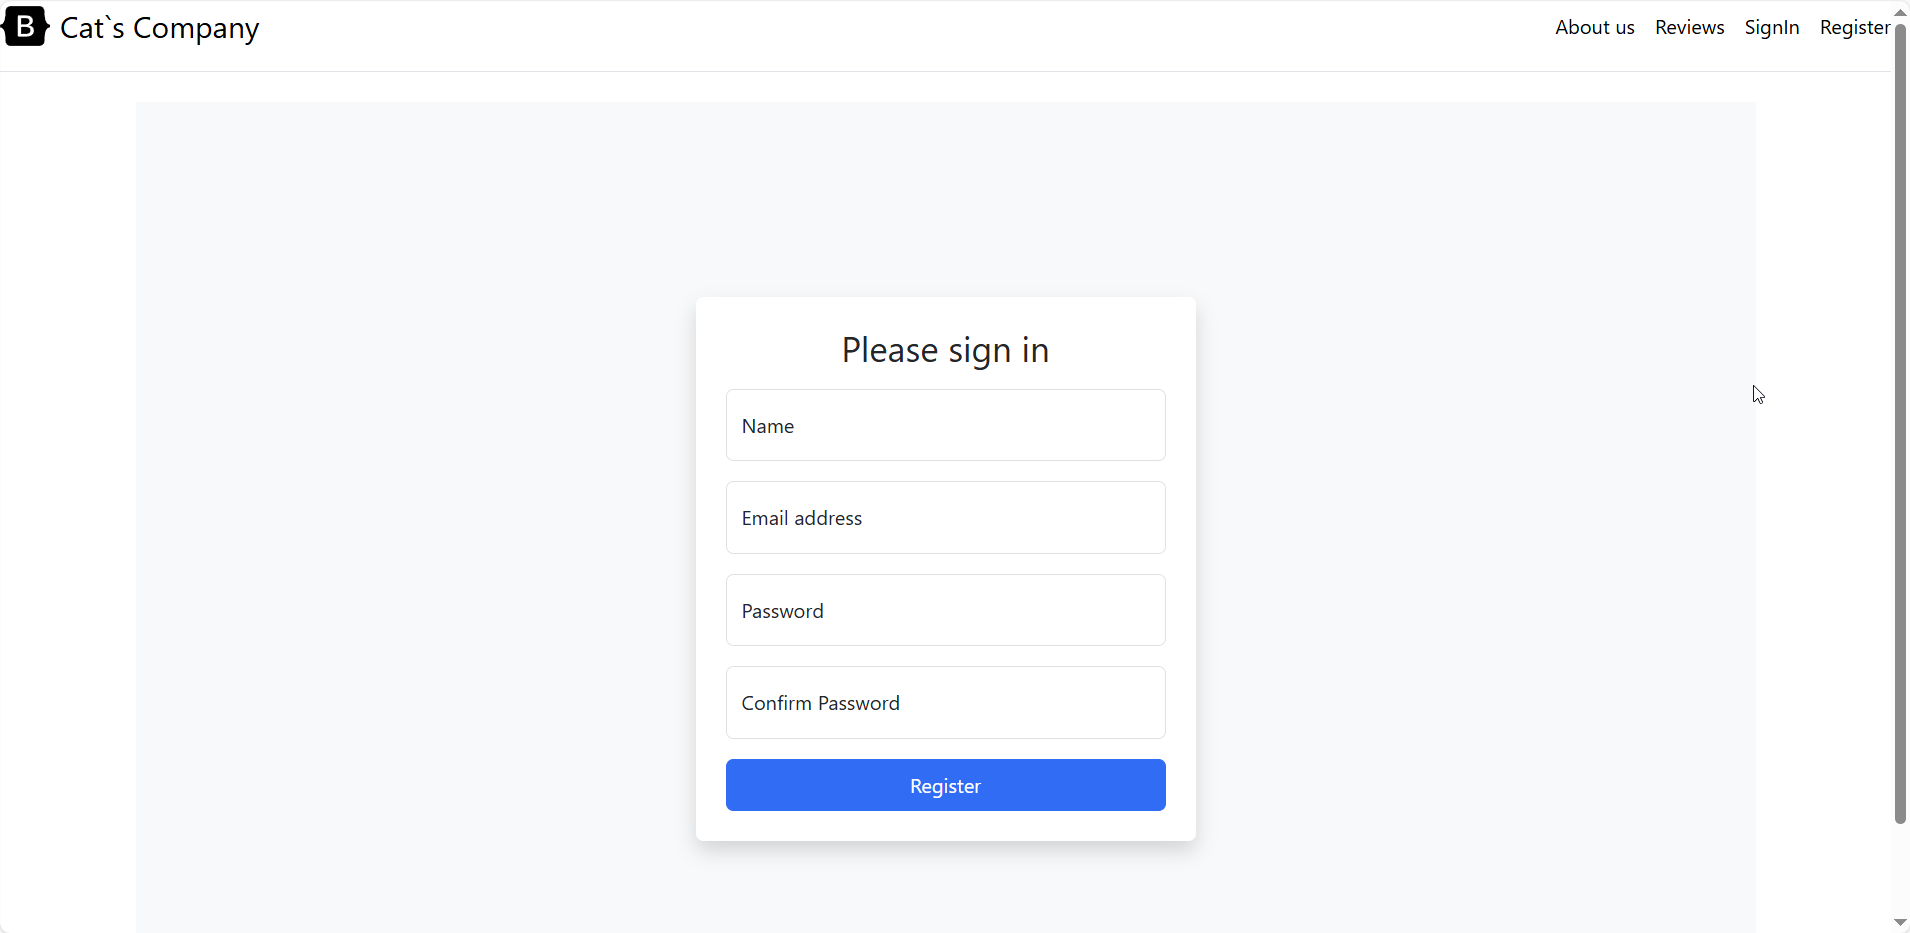 B Cat`s Company
About us Reviews SignIn Register
Please sign in
Name
Email address
Password
Confirm Password
Register